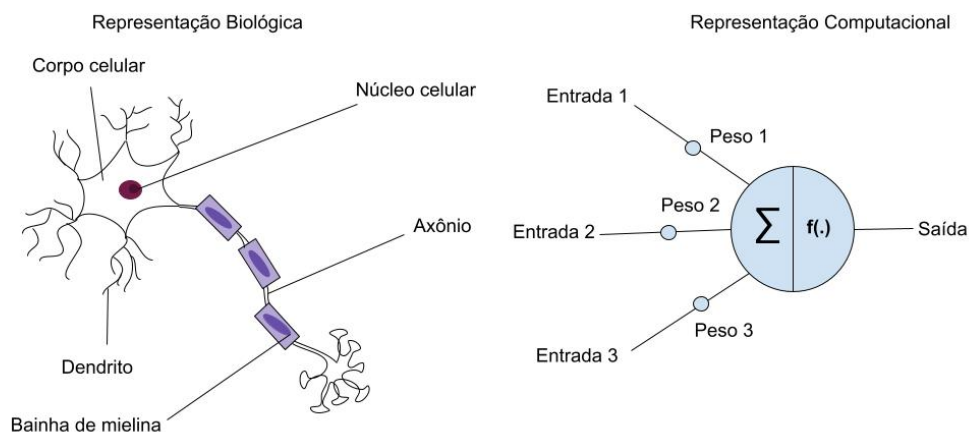 Representação Biológica
Corpo celular
Núcleo celular
Axônio
Dendrito
Bainha de mielina
Representação Computacional
Entrada 1
Peso 1
Peso 2
Entrada 2
Σ
f(.)
Saída
Peso 3
Entrada 3